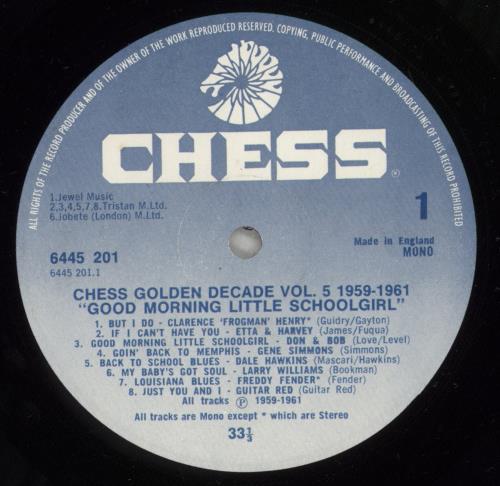 ALL RIGHTS OF THE RECORD PRODUCER AND OF THE OWNER OF THE WORK REPRODUCED RESERVED. COPYING, PUBLIC PERFORMANCE AND BROADCASTING OF THIS RECORD PROHIBITED
CHESS
1.Jewel Music
2,3,4,5,7,8.Tristan M.Ltd.
6.Jobete (London) M.Ltd.
1
6445 201
6445 201.1
Made in England
MONO
CHESS GOLDEN DECADE VOL. 5 1959-1961
"GOOD MORNING LITTLE SCHOOLGIRL"
1. BUT I DO - CLARENCE 'FROGMAN' HENRY* (Guidry/Gayton)
2. IF I CAN'T HAVE YOU - ETTA & HARVEY (James/Fuqua)
3. GOOD MORNING LITTLE SCHOOLGIRL - DON & BOB (Love/Level)
4. GOIN' BACK TO MEMPHIS - GENE SIMMONS (Simmons)
5. BACK TO SCHOOL BLUES - DALE HAWKINS (Mascari/Hawkins)
6. MY BABY'S GOT SOUL - LARRY WILLIAMS (Bookman)
7. LOUISIANA BLUES - FREDDY FENDER* (Fender)
8. JUST YOU AND I - GUITAR RED (Guitar Red)
All tracks ℗ 1959-1961
All tracks are Mono except * which are Stereo
33⅓